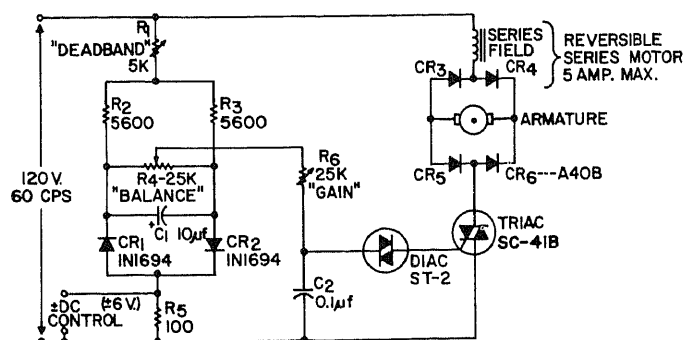 R1
"DEADBAND"
5K
SERIES
FIELD
REVERSIBLE
SERIES MOTOR
5 AMP. MAX.
CR3
CR4
R2
5600
R3
5600
ARMATURE
120 V.
60 CPS
R4-25K
"BALANCE"
R6
25K
"GAIN"
CR5
CR6---A40B
+
C1 10µf
CR1
1N1694
CR2
1N1694
TRIAC
SC-41B
DIAC
ST-2
±DC (±6 V.)
CONTROL
R5
100
C2
0.1µf